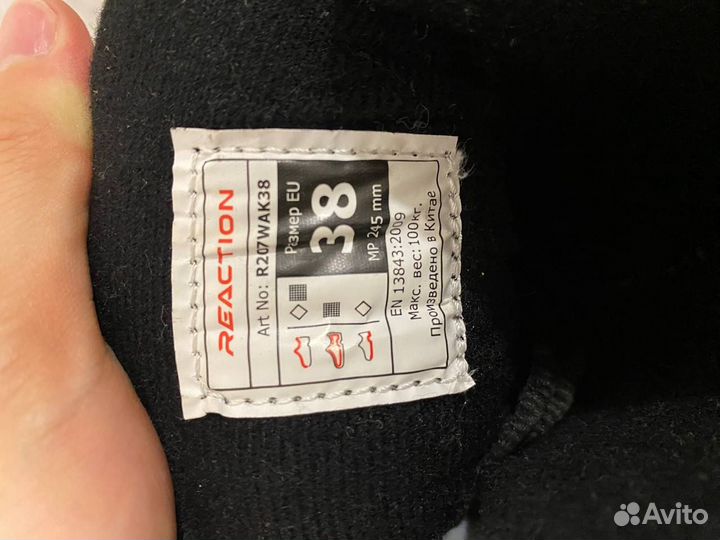 REACTION
Art No: R207WAK38
Размер EU
38
MP 245 mm
EN 13843:2009
Макс. вес: 100кг.
Произведено в Китае
Avito